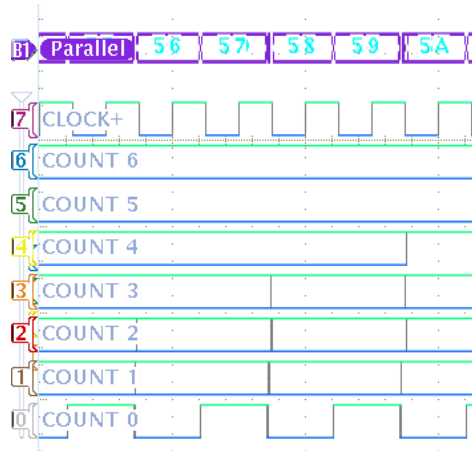 B1 Parallel 56 57 58 59 5A
7 CLOCK+
6 COUNT 6
5 COUNT 5
4 COUNT 4
3 COUNT 3
2 COUNT 2
1 COUNT 1
0 COUNT 0